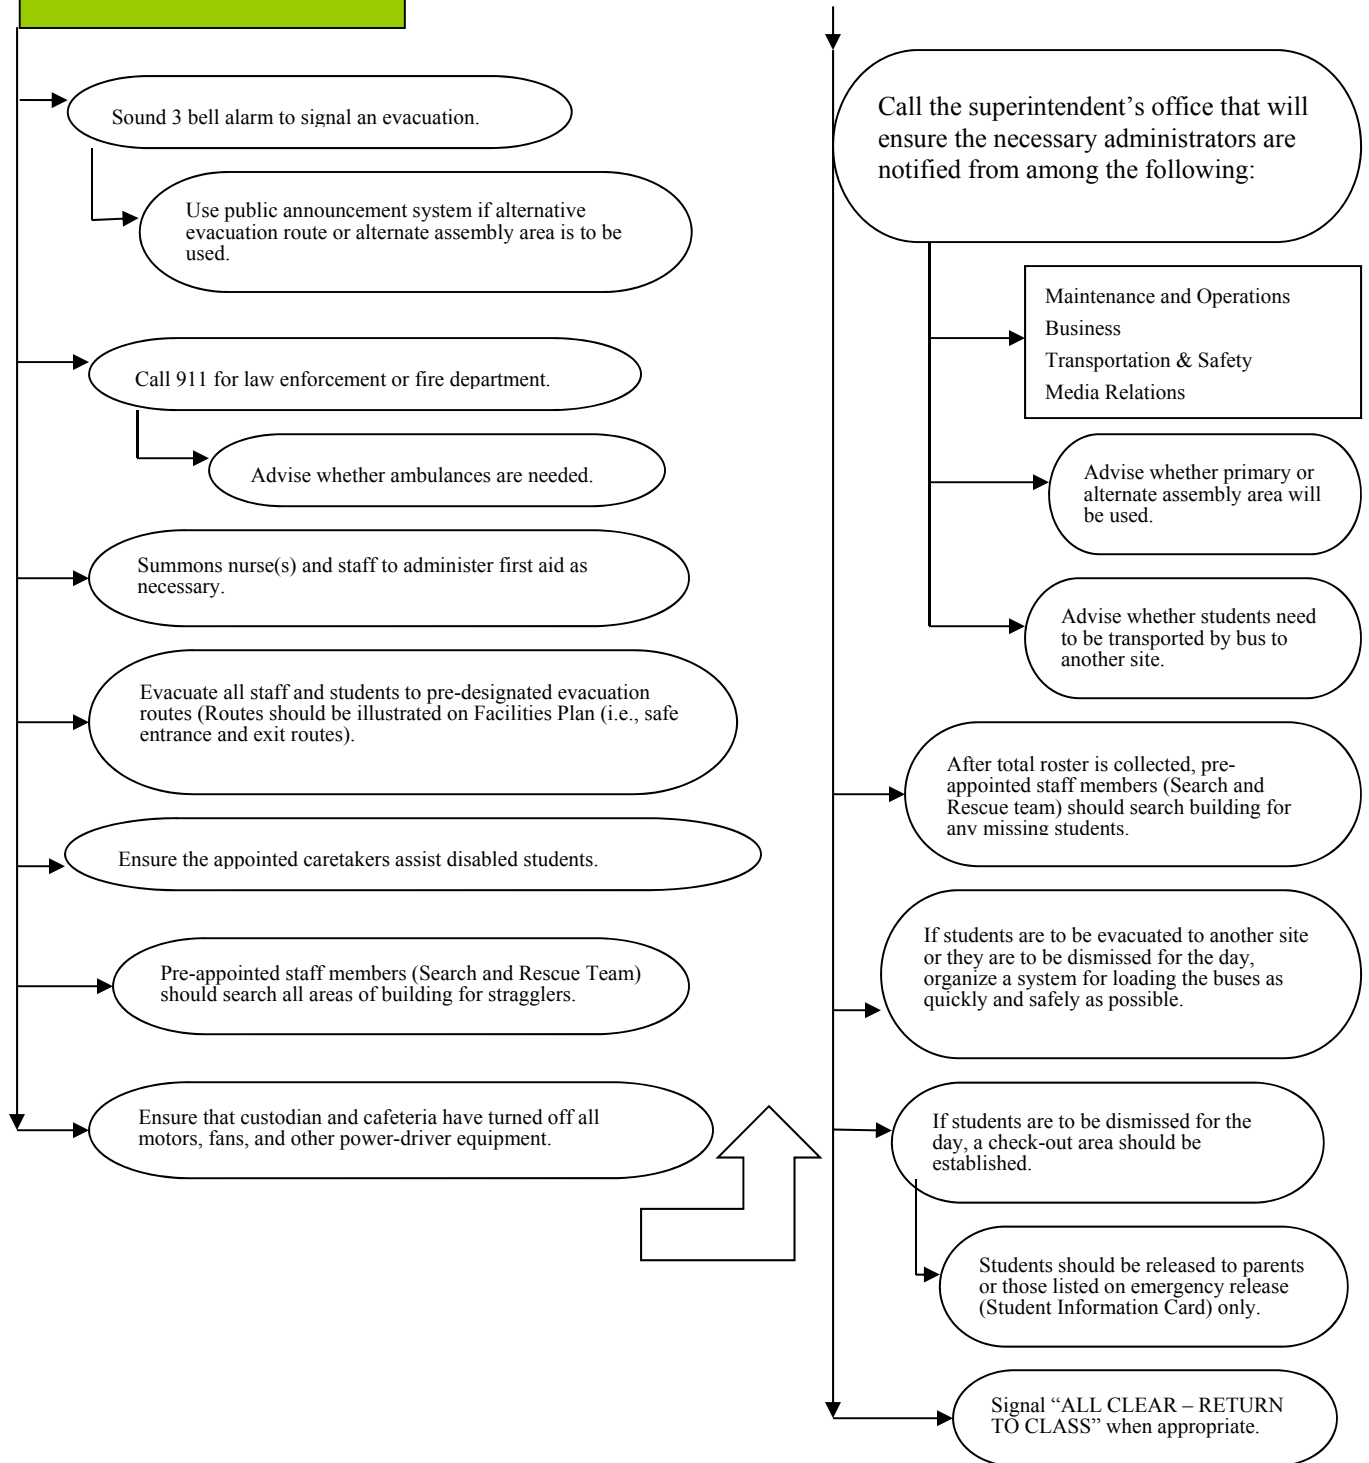 Sound 3 bell alarm to signal an evacuation.
Use public announcement system if alternative
evacuation route or alternate assembly area is to be
used.
Call 911 for law enforcement or fire department.
Advise whether ambulances are needed.
Summons nurse(s) and staff to administer first aid as
necessary.
Evacuate all staff and students to pre-designated evacuation
routes (Routes should be illustrated on Facilities Plan (i.e., safe
entrance and exit routes).
Ensure the appointed caretakers assist disabled students.
Pre-appointed staff members (Search and Rescue Team)
should search all areas of building for stragglers.
Ensure that custodian and cafeteria have turned off all
motors, fans, and other power-driver equipment.
Call the superintendent's office that will
ensure the necessary administrators are
notified from among the following:
Maintenance and Operations
Business
Transportation & Safety
Media Relations
Advise whether primary or
alternate assembly area will
be used.
Advise whether students need
to be transported by bus to
another site.
After total roster is collected, pre-
appointed staff members (Search and
Rescue team) should search building for
any missing students.
If students are to be evacuated to another site
or they are to be dismissed for the day,
organize a system for loading the buses as
quickly and safely as possible.
If students are to be dismissed for the
day, a check-out area should be
established.
Students should be released to parents
or those listed on emergency release
(Student Information Card) only.
Signal “ALL CLEAR – RETURN
TO CLASS” when appropriate.